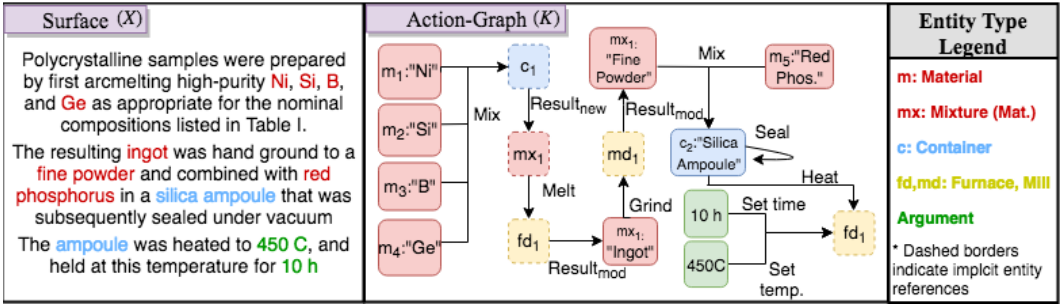 Surface (X)
Polycrystalline samples were prepared
by first arcmelting high-purity Ni, Si, B,
and Ge as appropriate for the nominal
compositions listed in Table I.
The resulting ingot was hand ground to a
fine powder and combined with red
phosphorus in a silica ampoule that was
subsequently sealed under vacuum
The ampoule was heated to 450 C, and
held at this temperature for 10 h
Action-Graph (K)
m1:"Ni"
m2:"Si"
m3:"B"
m4:"Ge"
Mix
c1
Resultnew
mx1
Melt
fd1
Resultmod
mx1:
"Ingot"
Grind
md1
Resultmod
mx1:
"Fine
Powder"
Mix
m5:"Red
Phos."
c2:"Silica
Ampoule"
Seal
Heat
10 h
Set time
450C
Set
temp.
fd1
Entity Type
Legend
m: Material
mx: Mixture (Mat.)
c: Container
fd,md: Furnace, Mill
Argument
* Dashed borders
indicate implcit entity
references